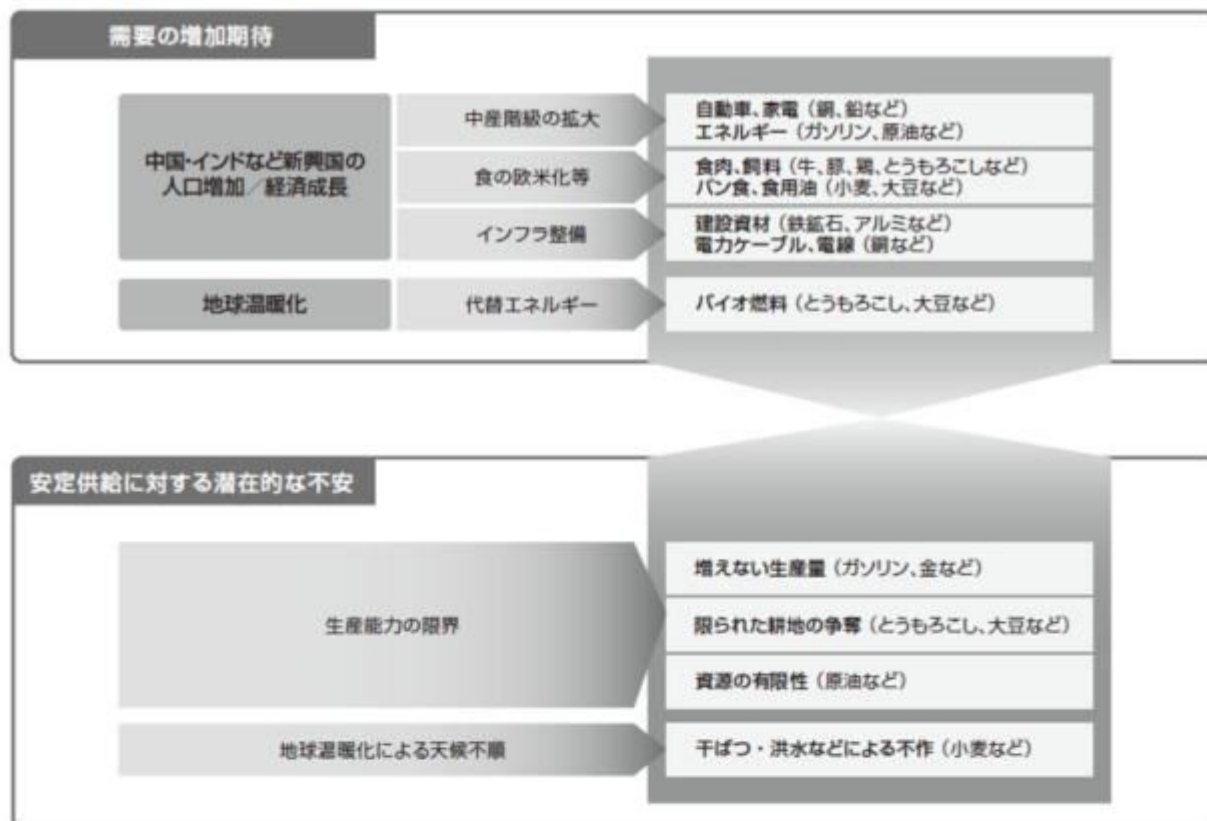 需要の増加期待
中国・インドなど新興国の
人口増加／経済成長
中産階級の拡大
自動車、家電（銅、鉛など）
エネルギー（ガソリン、原油など）
食の欧米化等
食肉、飼料（牛、豚、鶏、とうもろこしなど）
パン食、食用油（小麦、大豆など）
インフラ整備
建設資材（鉄鉱石、アルミなど）
電力ケーブル、電線（銅など）
地球温暖化
代替エネルギー
バイオ燃料（とうもろこし、大豆など）
安定供給に対する潜在的な不安
生産能力の限界
増えない生産量（ガソリン、金など）
限られた耕地の争奪（とうもろこし、大豆など）
資源の有限性（原油など）
地球温暖化による天候不順
干ばつ・洪水などによる不作（小麦など）